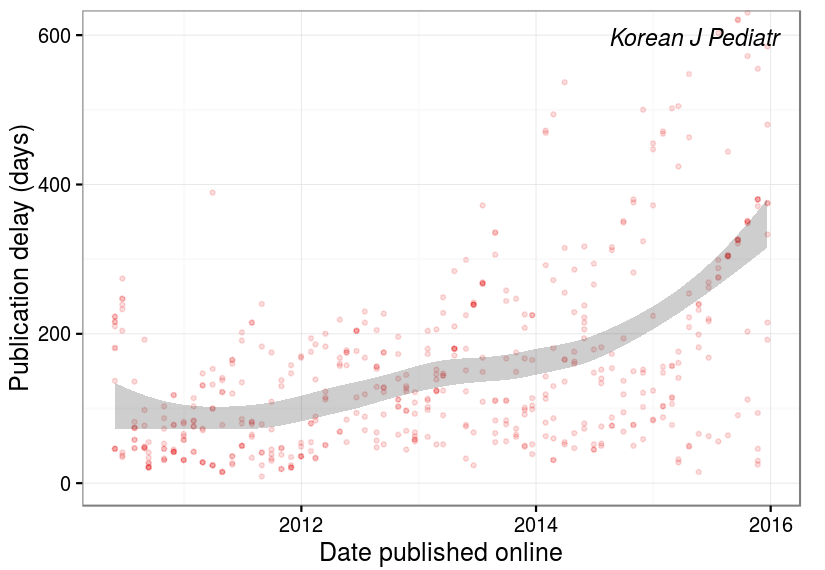 Korean J Pediatr
600
400
200
0
Publication delay (days)
2012 2014 2016
Date published online